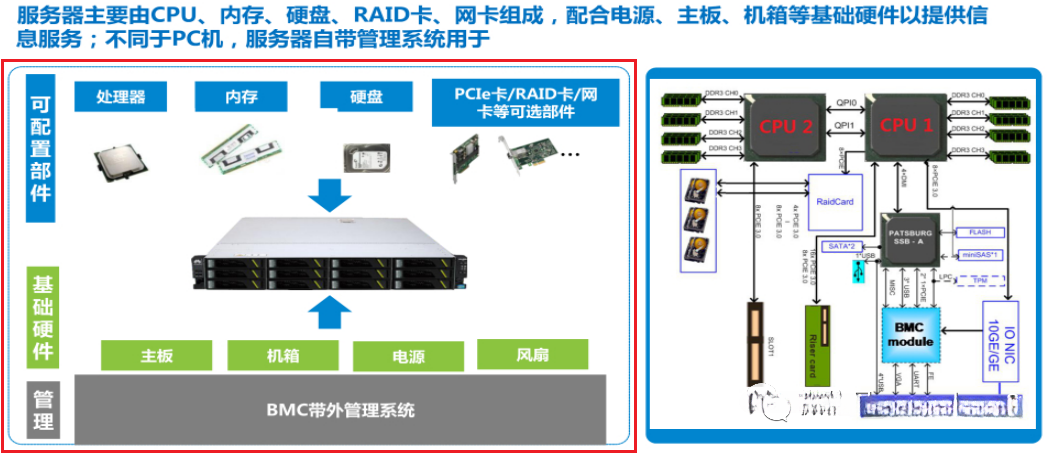 服务器主要由CPU、内存、硬盘、RAID卡、网卡组成，配合电源、主板、机箱等基础硬件以提供信
息服务；不同于PC机，服务器自带管理系统用于
可配置部件
处理器
内存
硬盘
PCIe卡/RAID卡/网
卡等可选部件
...
基础硬件
主板
机箱
电源
风扇
管理
BMC带外管理系统
DDR3 CH0
DDR3 CH1
DDR3 CH2
DDR3 CH3
CPU 2
QPI0
QPI1
CPU 1
DDR3 CH0
DDR3 CH1
DDR3 CH2
DDR3 CH3
8×PCIE
4×DMI
8×PCIE 3.0
RaidCard
8x PCIE 3.0
8x PCIE 3.0
4x PCIE 3.0
16x PCIE 3.0
8x PCIE 3.0
SATA*2
1*USB
PATSBURG
SSB - A
FLASH
miniSAS*1
LPC
TPM
MISC
3* USB
2* 1×PCIE
BMC
module
IO NIC
10GE/GE
SLOT1
Riser card
4*USB
VGA
UART
FE